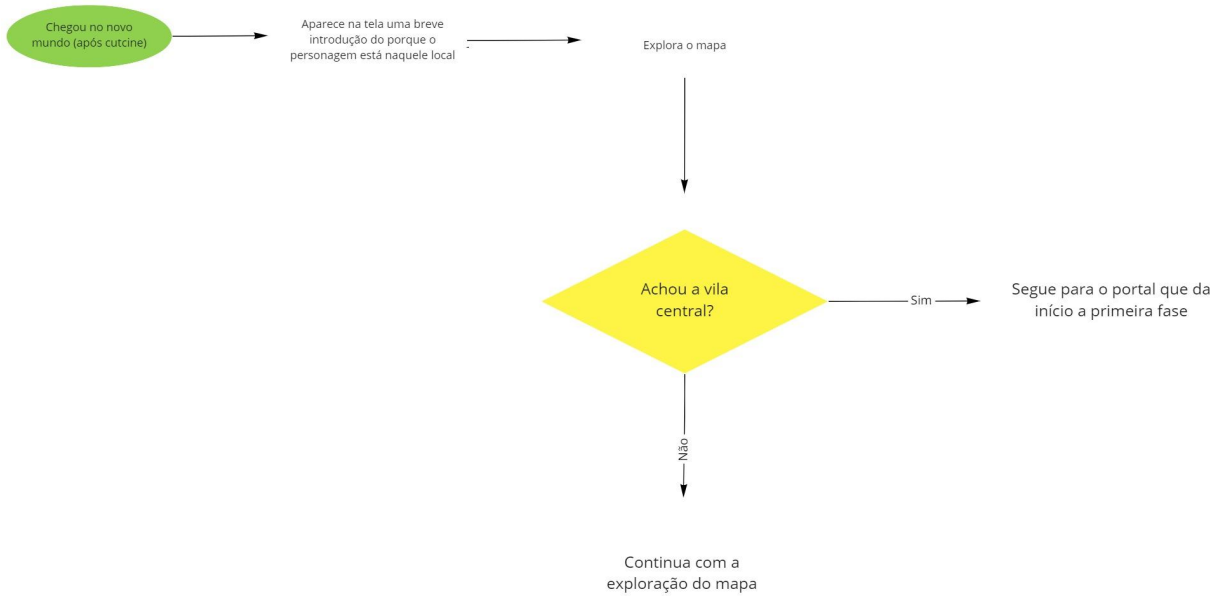 Chegou no novo
mundo (após cutcine)
Aparece na tela uma breve
introdução do porque o
personagem está naquele local
Explora o mapa
Achou a vila
central?
Sim
Segue para o portal que da
início a primeira fase
Não
Continua com a
exploração do mapa